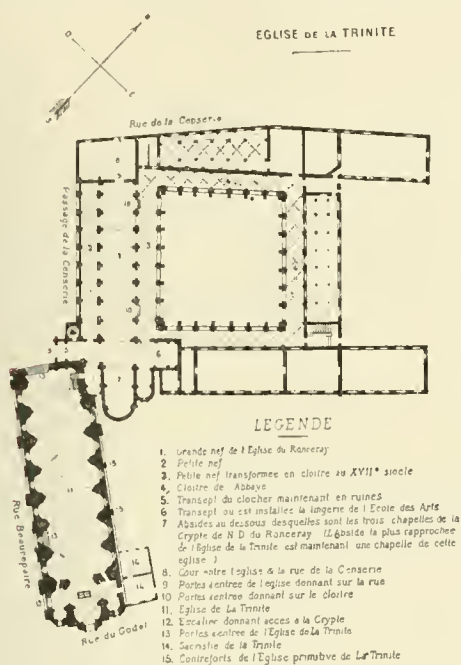 EGLISE DE LA TRINITE
Rue de la Censerie
Passage de la Censerie
Rue Beaurepaire
Rue du Godet
LEGENDE
1. Grande nef de l'Eglise du Ronceray
2 Petite nef
3. Petite nef transformee en cloitre au XVIIe siecle
4. Cloitre de Abbaye
5. Transept du clocher maintenant en ruines
6 Transept ou est installee la lingerie de l'Ecole des Arts
7 Absides au dessous desquelles sont les trois chapelles de la
Crypte de N D du Ronceray (L'abside la plus rapprochee
de l'Eglise de la Trinite est maintenant une chapelle de cette
eglise)
8. Cour entre l'eglise & la rue de la Censerie
9 Portes d'entree de l'eglise donnant sur la rue
10 Portes d'entree donnant sur le cloitre
11. Eglise de La Trinite
12. Escalier donnant acces a la Crypte
13 Portes d'entree de l'Eglise de La Trinite
14. Sacristie de la Trinite
15. Contreforts de l'Eglise primitive de La Trinite